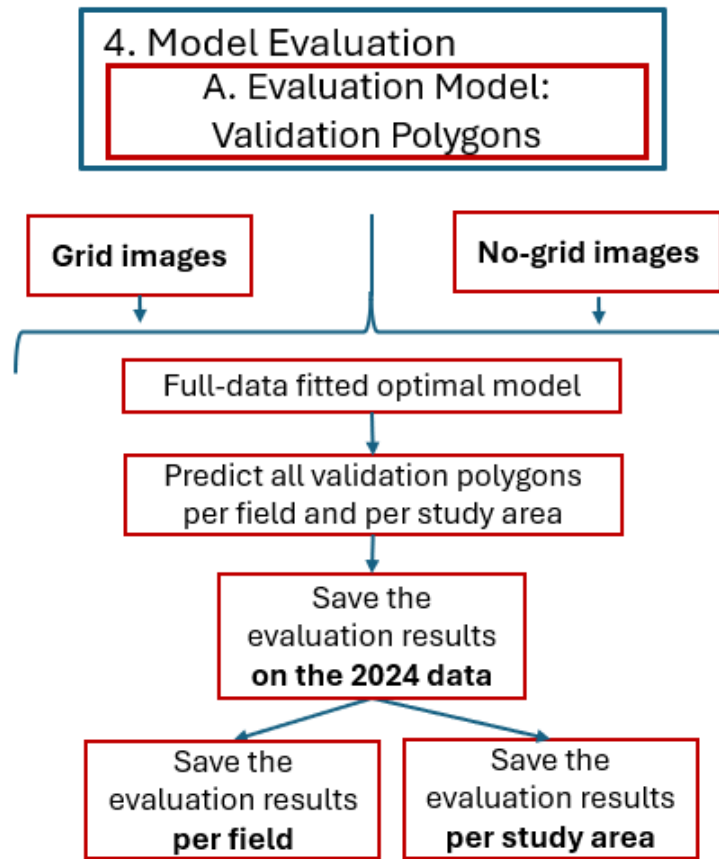 4. Model Evaluation
A. Evaluation Model:
Validation Polygons
Grid images
No-grid images
Full-data fitted optimal model
Predict all validation polygons
per field and per study area
Save the
evaluation results
on the 2024 data
Save the
evaluation results
per field
Save the
evaluation results
per study area